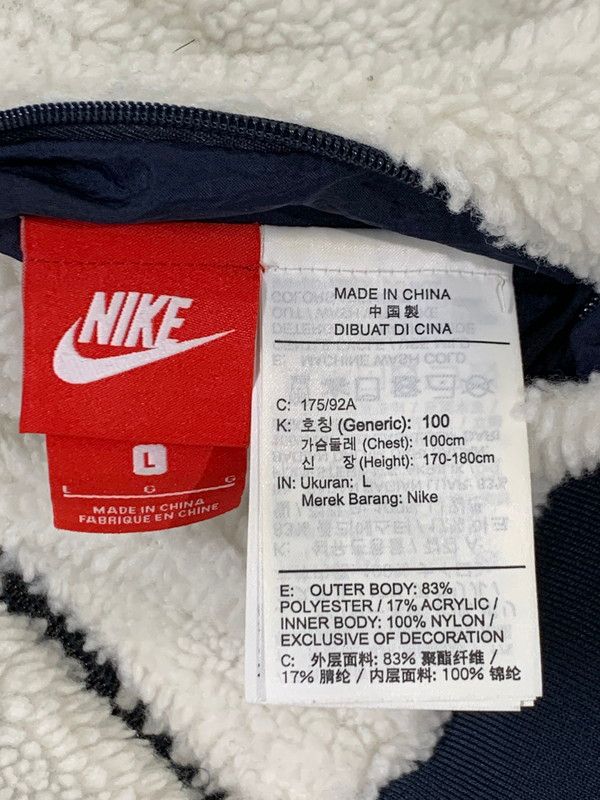 NIKE
L
L G G
MADE IN CHINA
FABRIQUE EN CHINE
MADE IN CHINA
中国製
DIBUAT DI CINA
C: 175/92A
K: 호칭 (Generic): 100
가슴둘레 (Chest): 100cm
신 장 (Height): 170-180cm
IN: Ukuran: L
Merek Barang: Nike
E: OUTER BODY: 83%
POLYESTER / 17% ACRYLIC /
INNER BODY: 100% NYLON /
EXCLUSIVE OF DECORATION
C: 外层面料: 83% 聚酯纤维 /
17% 腈纶 / 内层面料: 100% 锦纶